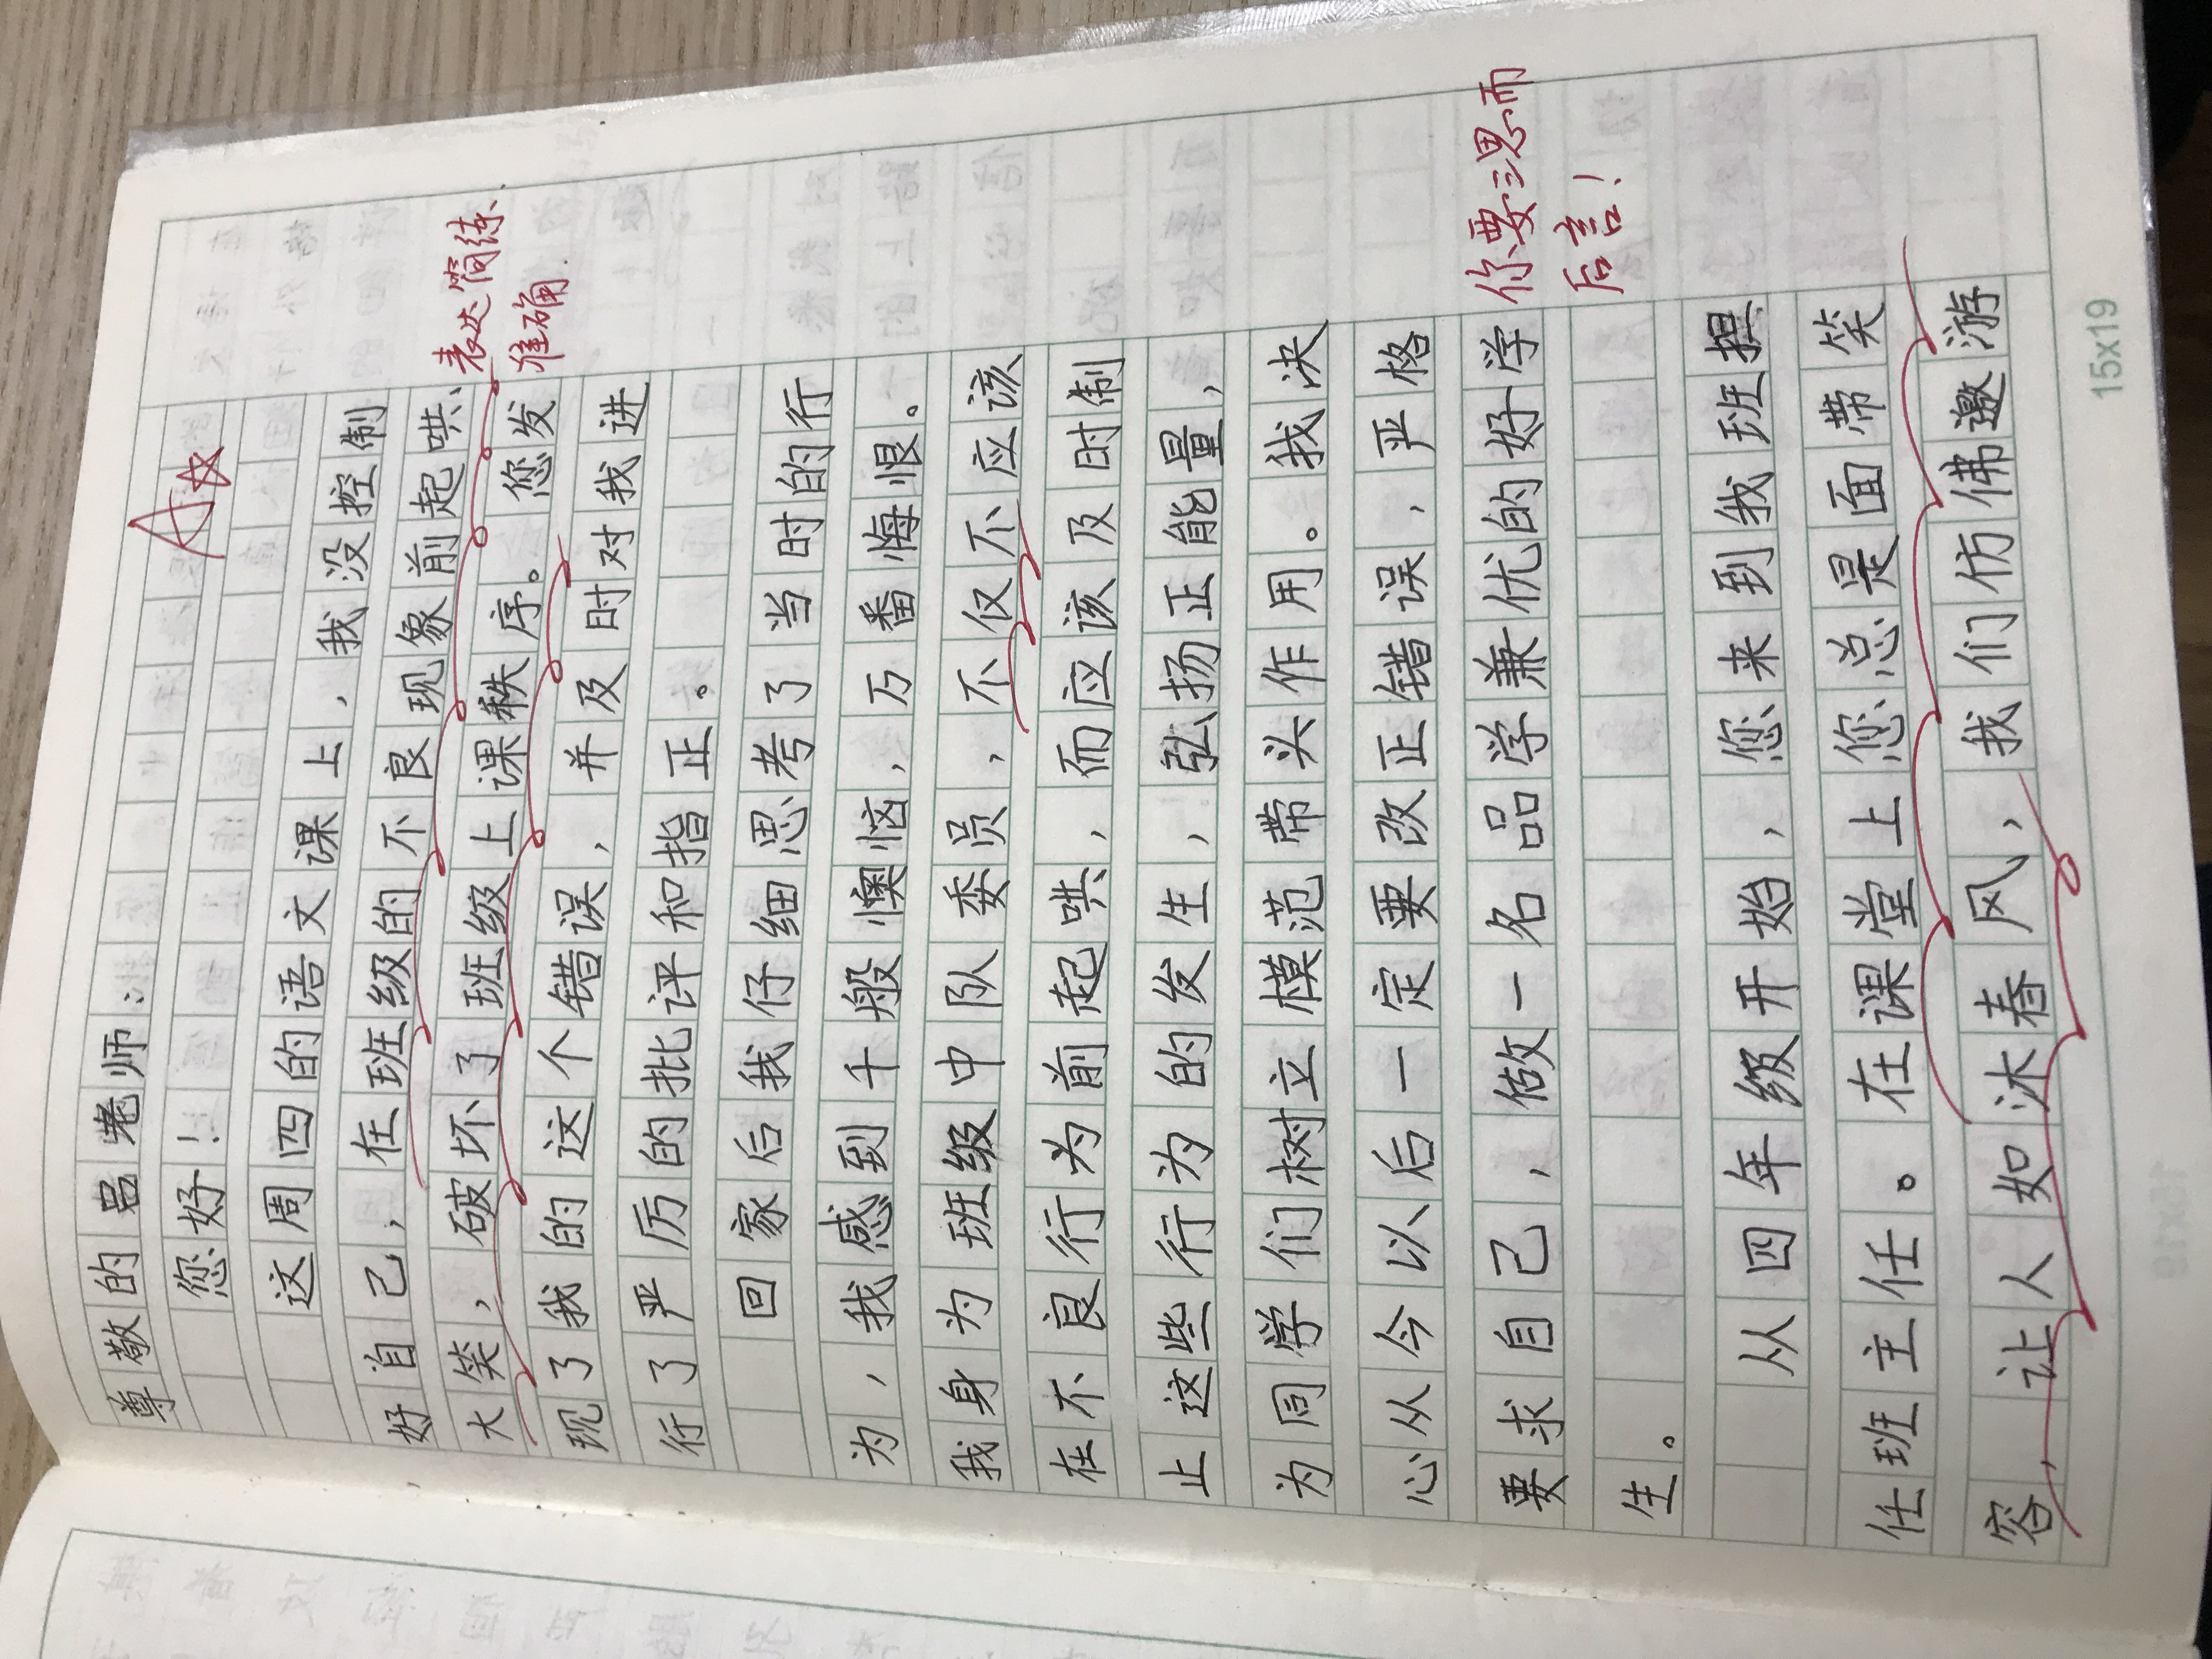 尊敬的吕老师：
A☆
您好！
这周四的语文课上，我没控制
好自己，在班级的不良现象前起哄、
大笑，破坏了班级上课秩序。您发
表达简练
准确.
现了我的这个错误，并及时对我进
行了严厉的批评和指正。
回家后我仔细思考了当时的行
为，我感到千般懊恼，万番悔恨。
我身为班级中队委员，不仅不应该
在不良行为前起哄，而应该及时制
止这些行为的发生，弘扬正能量，
为同学们树立模范带头作用。我决
心从今以后一定要改正错误，严格
要求自己，做一名品学兼优的好学
你要三思而
后言！
生。
从四年级开始，您来到我班担
任班主任。在课堂上您总是面带笑
容，让人如沐春风，我们仿佛邀游
15x19